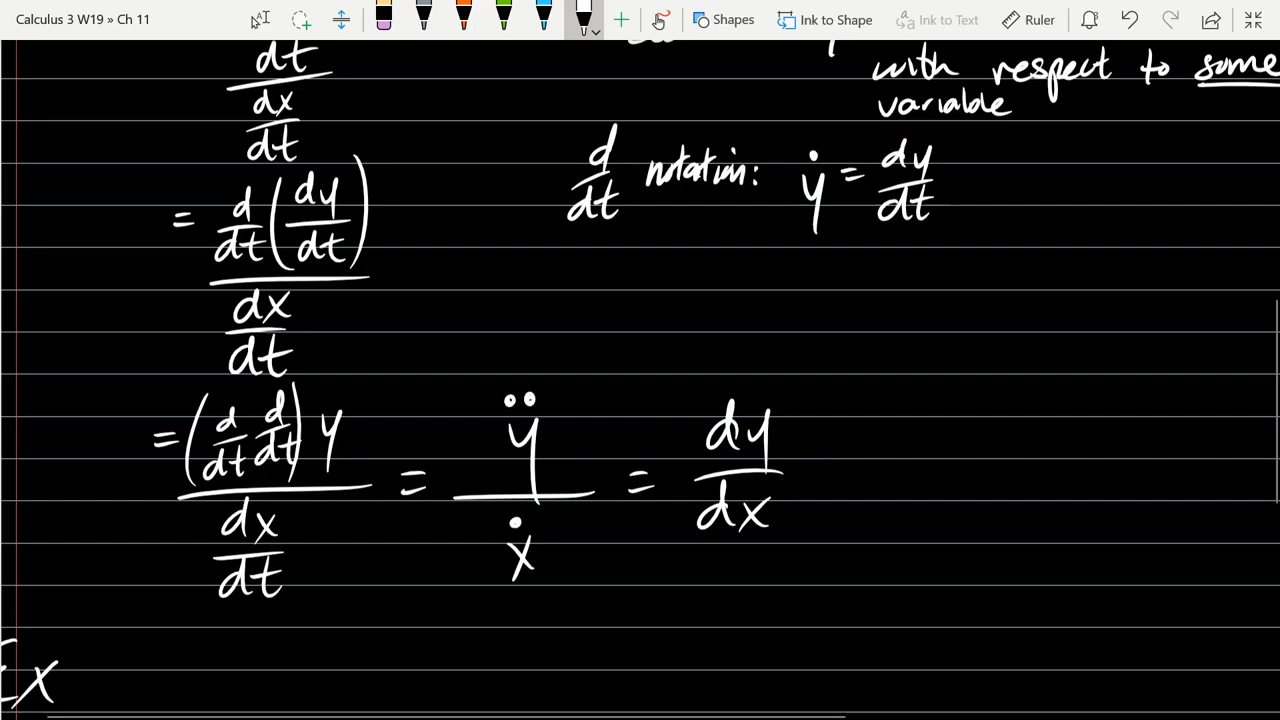 Calculus 3 W19 » Ch 11
Shapes
Ink to Shape
Ink to Text
Ruler
dt
dx
dt
with respect to some
variable
d/dt notation: ẏ = dy/dt
= d/dt (dy/dt)
dx
dt
= (d/dt d/dt) y / dx/dt = ÿ / ẋ = dy/dx
Ex